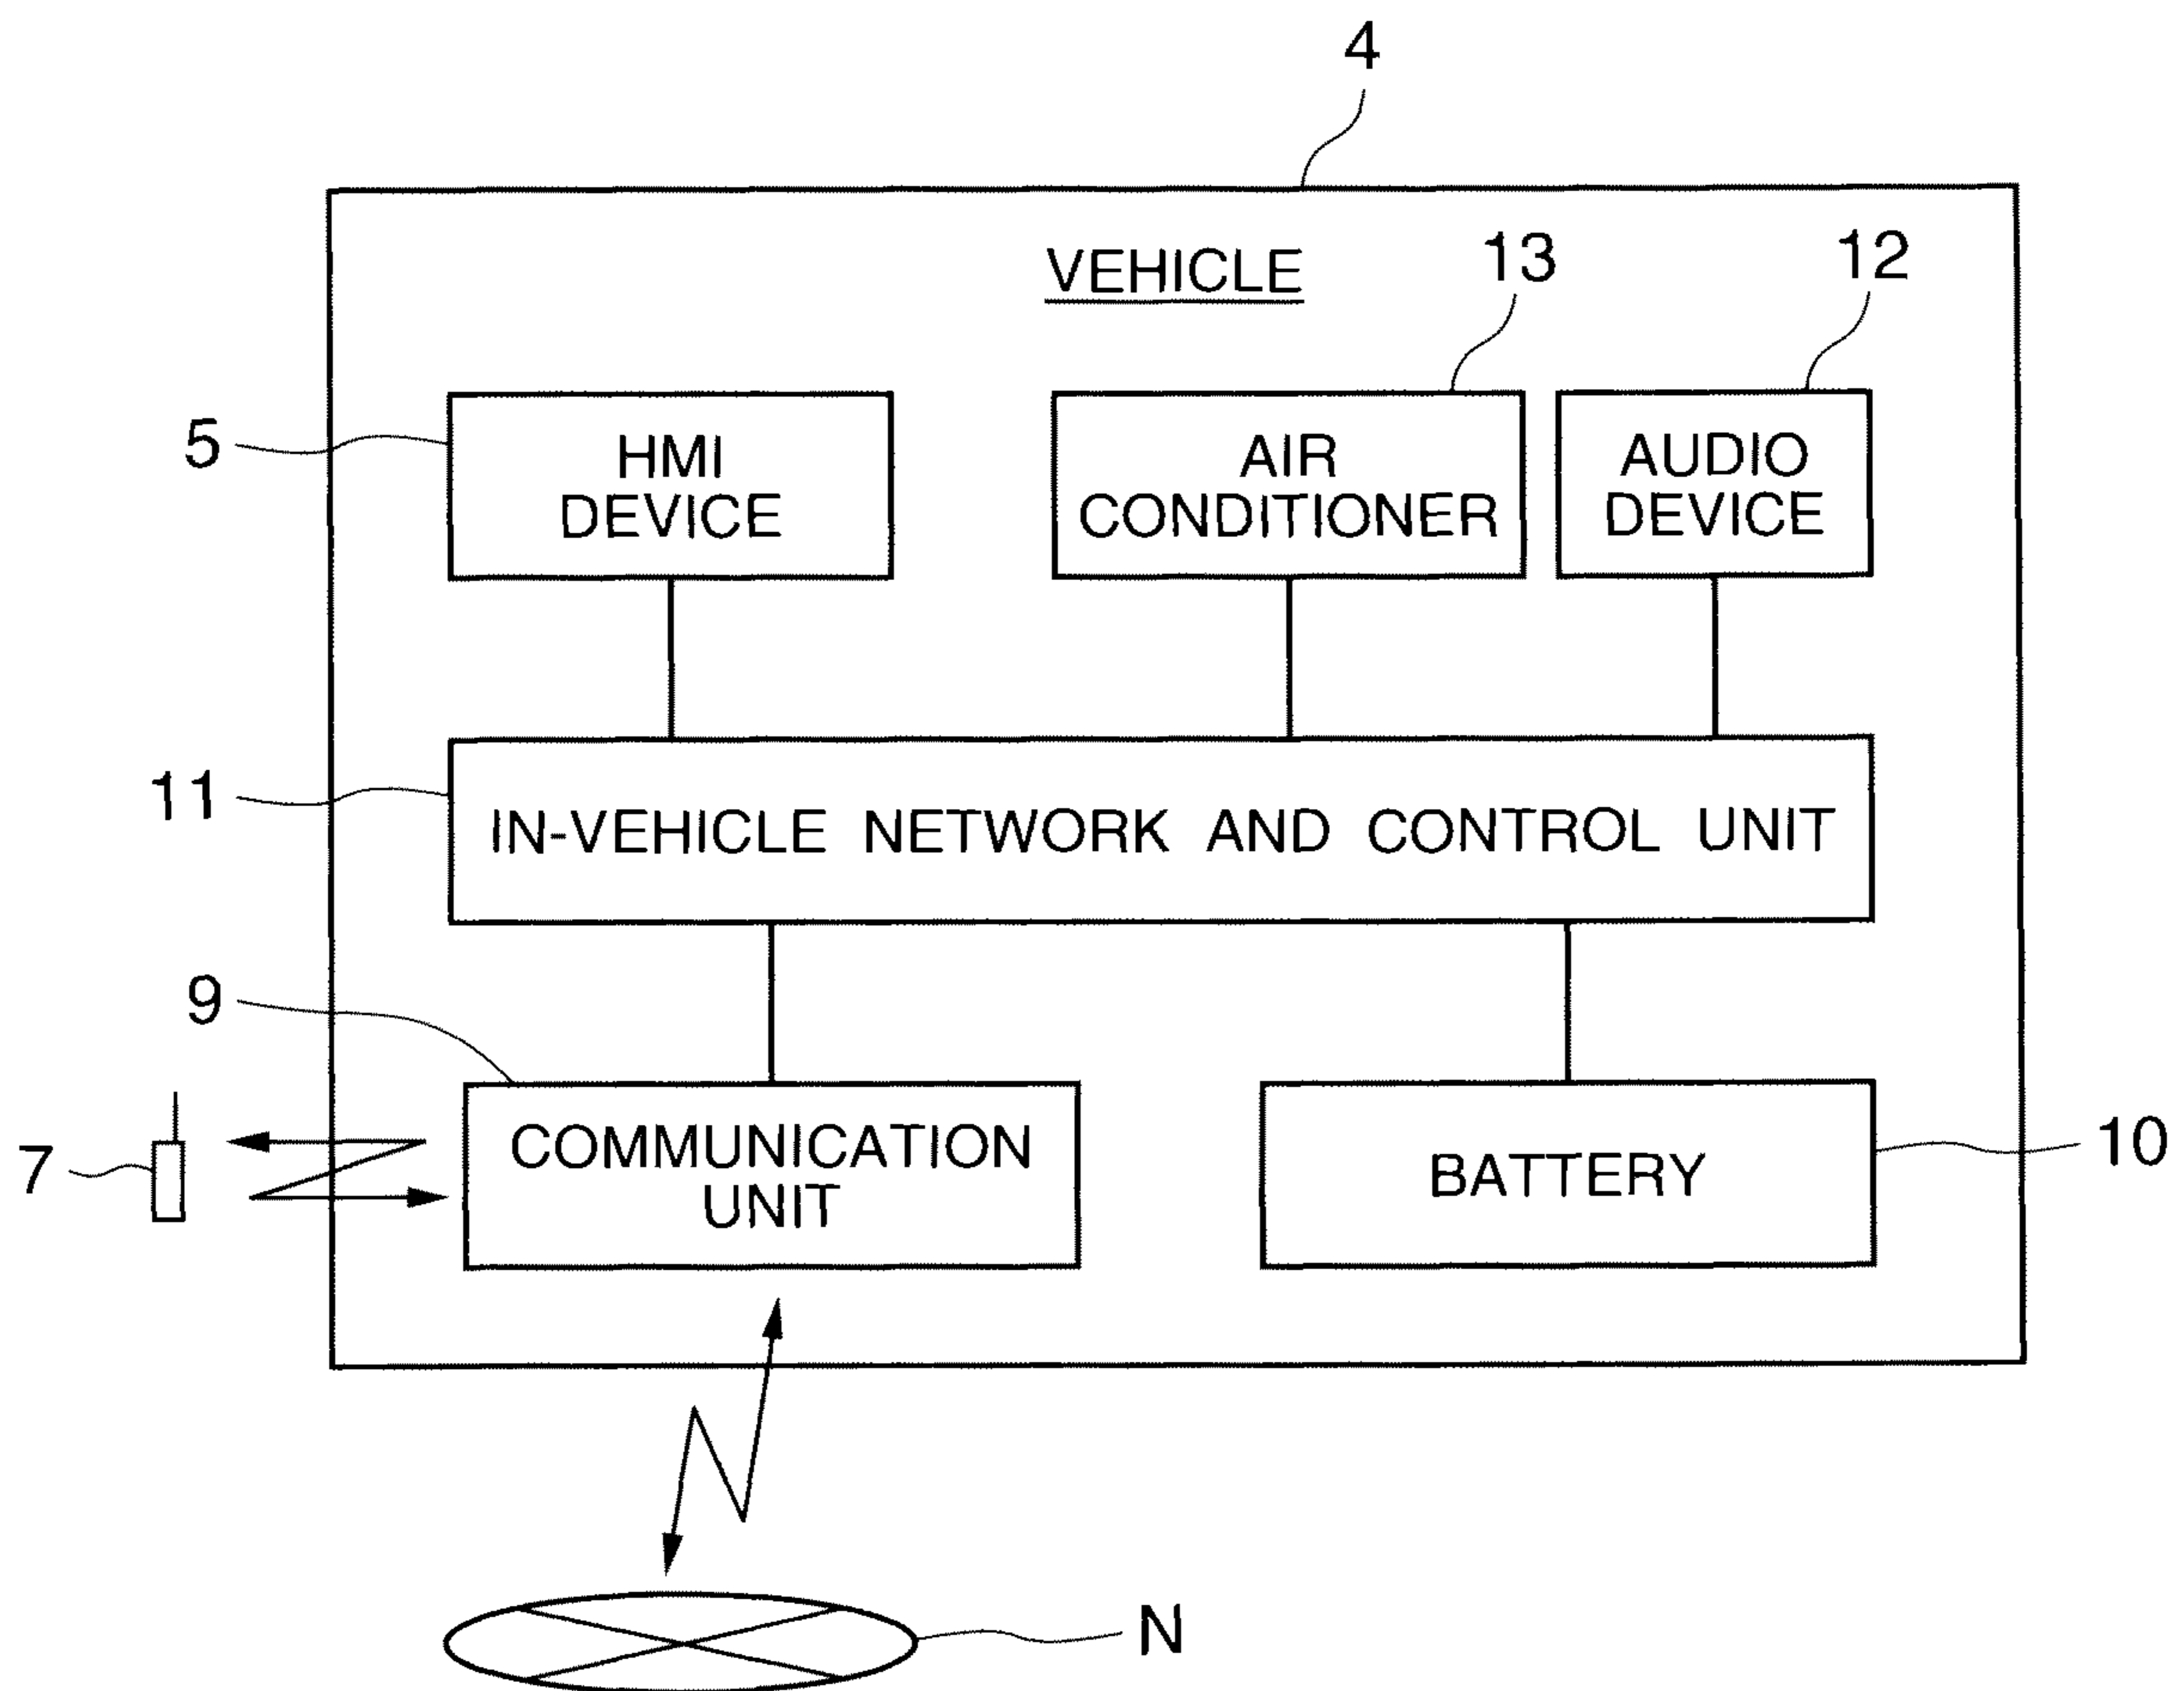 4
VEHICLE
13
12
5
HMI
DEVICE
AIR
CONDITIONER
AUDIO
DEVICE
11
IN-VEHICLE NETWORK AND CONTROL UNIT
9
7
COMMUNICATION
UNIT
BATTERY
10
N